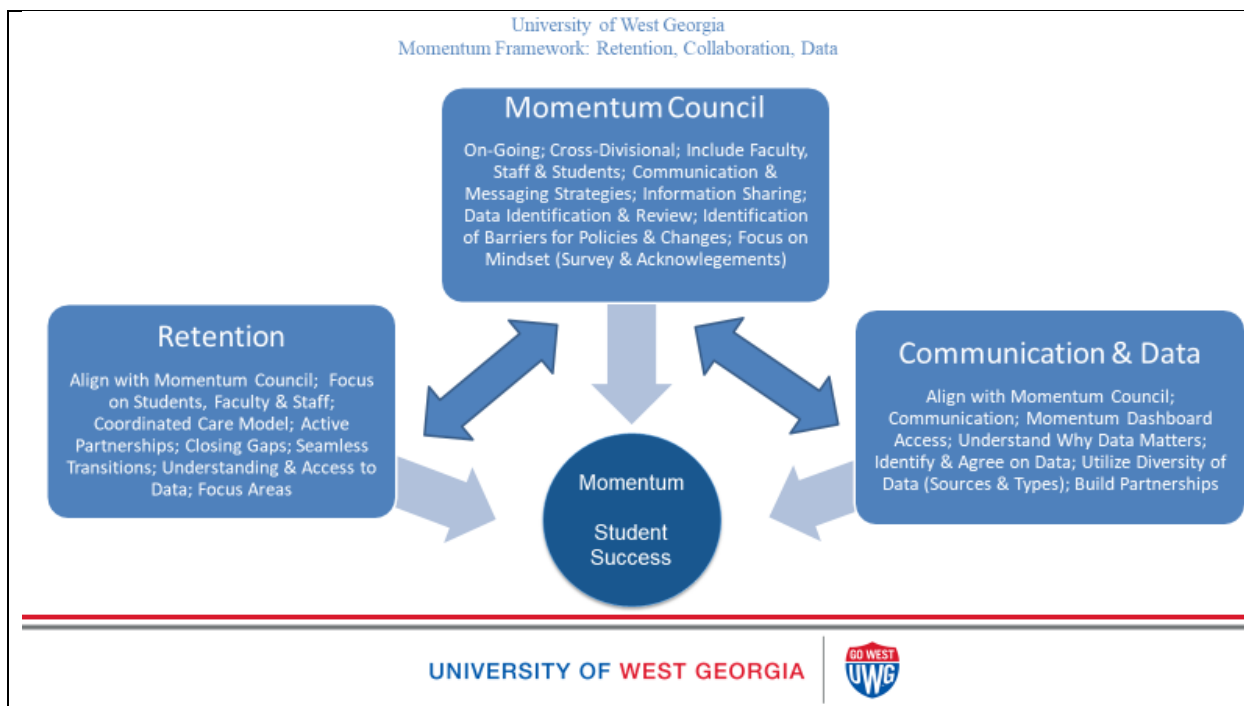 University of West Georgia
Momentum Framework: Retention, Collaboration, Data
Momentum Council
On-Going; Cross-Divisional; Include Faculty,
Staff & Students; Communication &
Messaging Strategies; Information Sharing;
Data Identification & Review; Identification
of Barriers for Policies & Changes; Focus on
Mindset (Survey & Acknowlegements)
Retention
Align with Momentum Council; Focus
on Students, Faculty & Staff;
Coordinated Care Model; Active
Partnerships; Closing Gaps; Seamless
Transitions; Understanding & Access to
Data; Focus Areas
Communication & Data
Align with Momentum Council;
Communication; Momentum Dashboard
Access; Understand Why Data Matters;
Identify & Agree on Data; Utilize Diversity of
Data (Sources & Types); Build Partnerships
Momentum
Student
Success
UNIVERSITY OF WEST GEORGIA
GO WEST
UWG